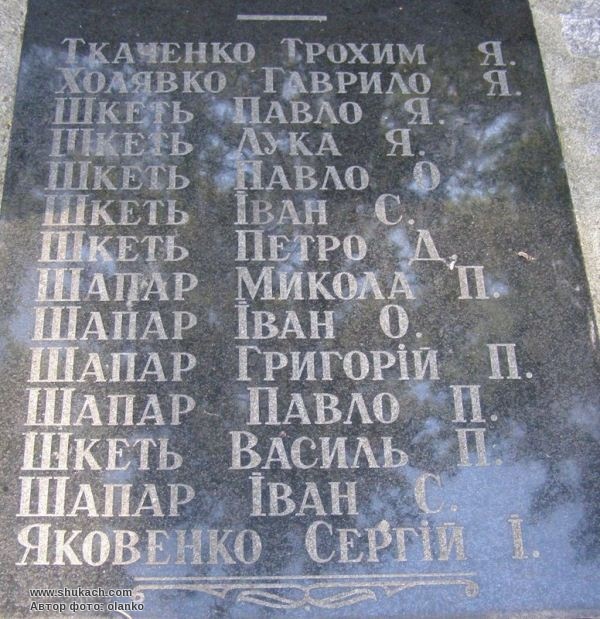 Ткаченко Трохим Я.
Холявко Гаврило Я.
Шкеть Павло Я.
Шкеть Лука Я.
Шкеть Павло О
Шкеть Іван С.
Шкеть Петро Д.
Шапар Микола П.
Шапар Іван О.
Шапар Григорій П.
Шапар Павло П.
Шкеть Василь П.
Шапар Іван С.
Яковенко Сергій І.
www.shukach.com
Автор фото: olanko